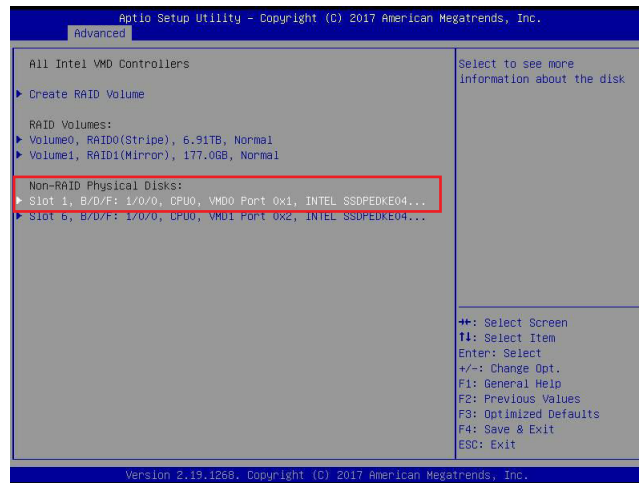 Aptio Setup Utility – Copyright (C) 2017 American Megatrends, Inc.
Advanced
All Intel VMD Controllers
Create RAID Volume
RAID Volumes:
Volume0, RAID0(Stripe), 6.91TB, Normal
Volume1, RAID1(Mirror), 177.0GB, Normal
Non-RAID Physical Disks:
Slot 1, B/D/F: 1/0/0, CPU0, VMD0 Port 0x1, INTEL SSDPEDKE04...
Slot 6, B/D/F: 1/0/0, CPU0, VMD1 Port 0x2, INTEL SSDPEDKE04...
Select to see more
information about the disk
→←: Select Screen
↑↓: Select Item
Enter: Select
+/-: Change Opt.
F1: General Help
F2: Previous Values
F3: Optimized Defaults
F4: Save & Exit
ESC: Exit
Version 2.19.1268. Copyright (C) 2017 American Megatrends, Inc.